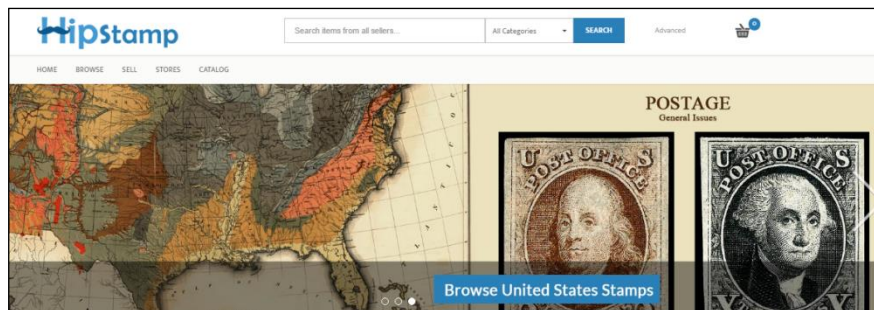 HipStamp
Search items from all sellers...
All Categories
SEARCH
Advanced
0
HOME BROWSE SELL STORES CATALOG
POSTAGE
General Issues
U POST OFFICE S
U POST OFFICE S
Browse United States Stamps
V Y
X X